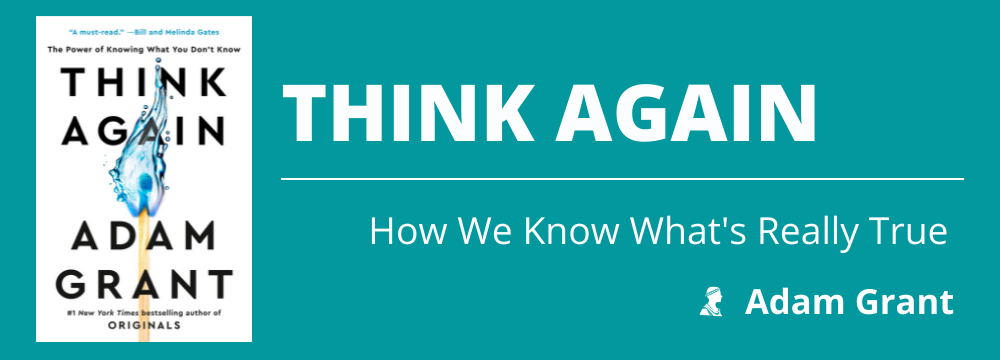 "A must-read." —Bill and Melinda Gates
The Power of Knowing What You Don't Know
THINK
AGAIN
ADAM
GRANT
#1 New York Times bestselling author of
ORIGINALS
THINK AGAIN
How We Know What's Really True
Adam Grant